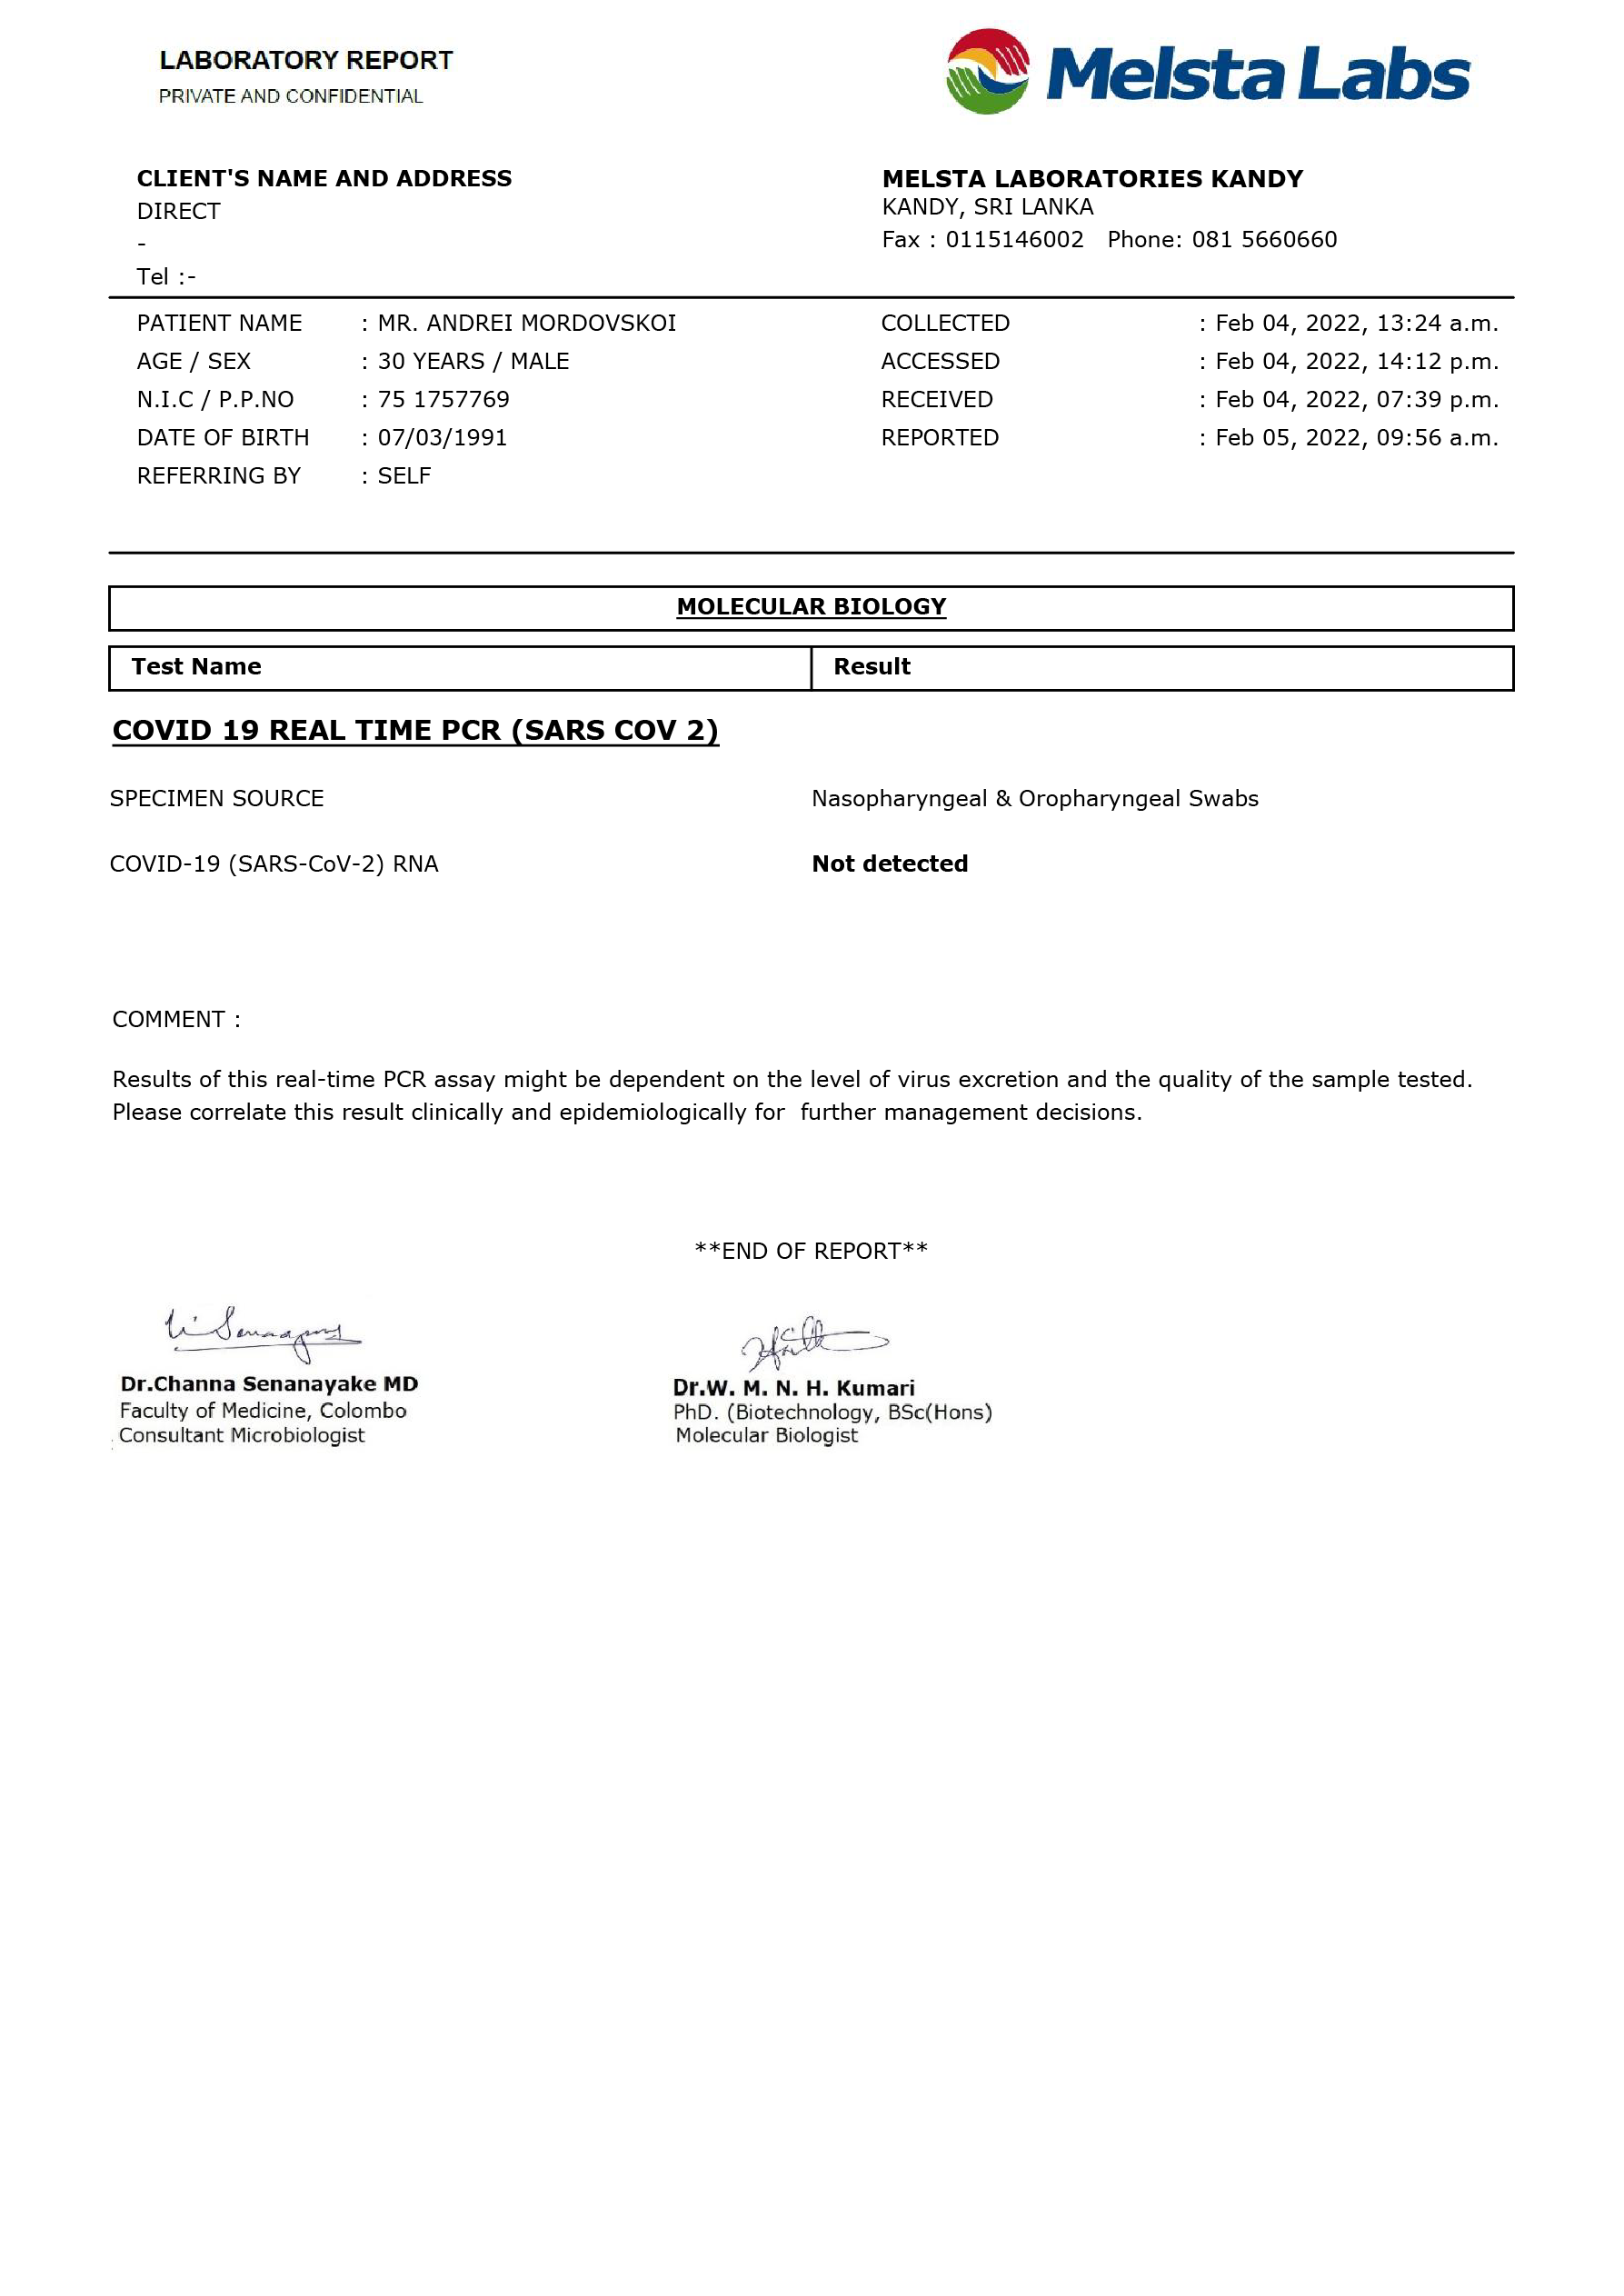 LABORATORY REPORT
PRIVATE AND CONFIDENTIAL
Melsta Labs
CLIENT'S NAME AND ADDRESS
DIRECT
-
Tel :-
MELSTA LABORATORIES KANDY
KANDY, SRI LANKA
Fax : 0115146002 Phone: 081 5660660
PATIENT NAME : MR. ANDREI MORDOVSKOI
AGE / SEX : 30 YEARS / MALE
N.I.C / P.P.NO : 75 1757769
DATE OF BIRTH : 07/03/1991
REFERRING BY : SELF
COLLECTED : Feb 04, 2022, 13:24 a.m.
ACCESSED : Feb 04, 2022, 14:12 p.m.
RECEIVED : Feb 04, 2022, 07:39 p.m.
REPORTED : Feb 05, 2022, 09:56 a.m.
MOLECULAR BIOLOGY
Test Name Result
COVID 19 REAL TIME PCR (SARS COV 2)
SPECIMEN SOURCE Nasopharyngeal & Oropharyngeal Swabs
COVID-19 (SARS-CoV-2) RNA Not detected
COMMENT :
Results of this real-time PCR assay might be dependent on the level of virus excretion and the quality of the sample tested.
Please correlate this result clinically and epidemiologically for further management decisions.
**END OF REPORT**
Dr.Channa Senanayake MD
Faculty of Medicine, Colombo
Consultant Microbiologist
Dr.W. M. N. H. Kumari
PhD. (Biotechnology, BSc(Hons)
Molecular Biologist